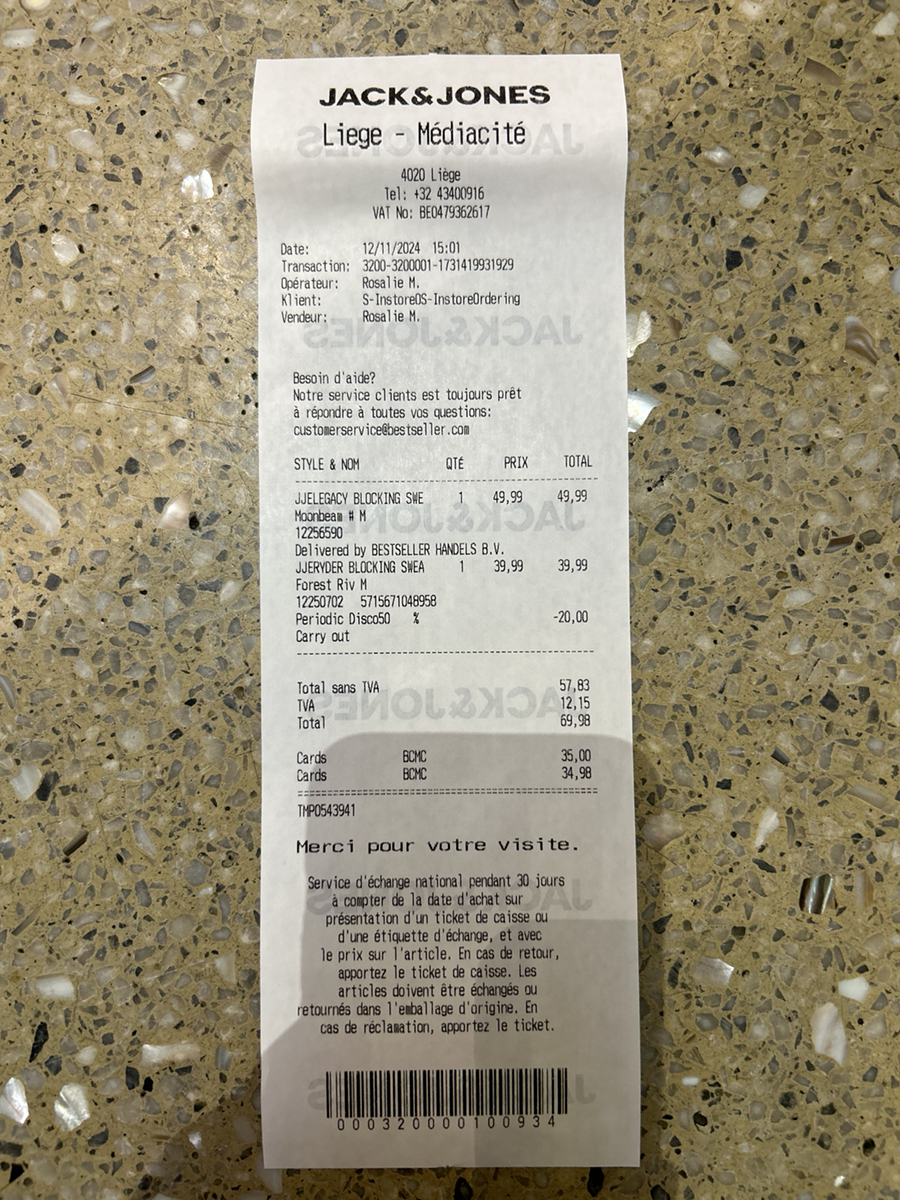 JACK&JONES
Liege - Médiacité
4020 Liège
Tel: +32 43400916
VAT No: BE0479362617
Date: 12/11/2024 15:01
Transaction: 3200-3200001-1731419931929
Opérateur: Rosalie M.
Klient: S-InstoreOS-InstoreOrdering
Vendeur: Rosalie M.
Besoin d'aide?
Notre service clients est toujours prêt
à répondre à toutes vos questions:
customerservice@bestseller.com
STYLE & NOM QTÉ PRIX TOTAL
JJELEGACY BLOCKING SWE 1 49,99 49,99
Moonbeam # M
12256590
Delivered by BESTSELLER HANDELS B.V.
JJERYDER BLOCKING SWEA 1 39,99 39,99
Forest Riv M
12250702 5715671048958
Periodic Disco50 % -20,00
Carry out
Total sans TVA 57,83
TVA 12,15
Total 69,98
Cards BCMC 35,00
Cards BCMC 34,98
TMP0543941
Merci pour votre visite.
Service d'échange national pendant 30 jours
à compter de la date d'achat sur
présentation d'un ticket de caisse ou
d'une étiquette d'échange, et avec
le prix sur l'article. En cas de retour,
apportez le ticket de caisse. Les
articles doivent être échangés ou
retournés dans l'emballage d'origine. En
cas de réclamation, apportez le ticket.
0003200000100934